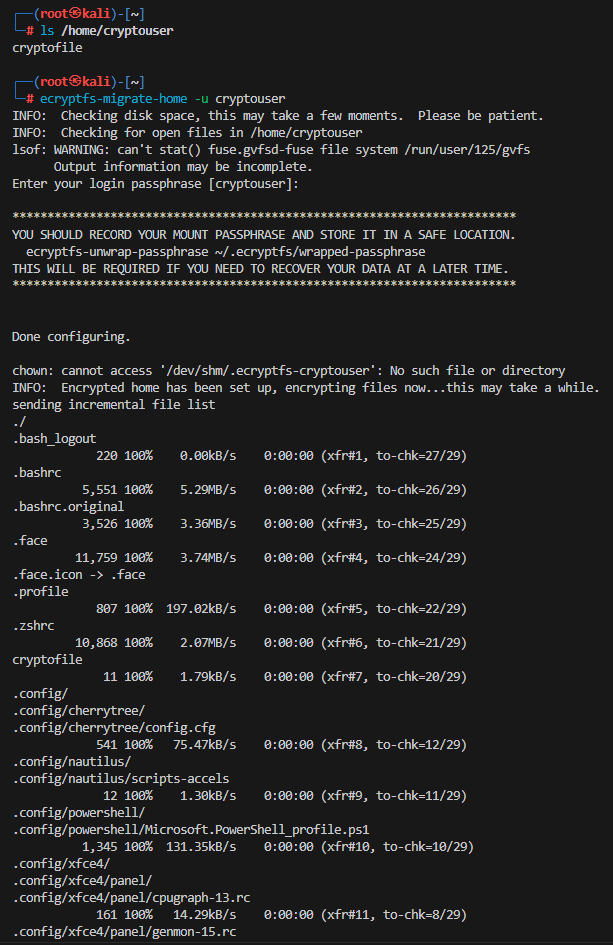 ┌──(root㉿kali)-[~]
└─# ls /home/cryptouser
cryptofile

┌──(root㉿kali)-[~]
└─# ecryptfs-migrate-home -u cryptouser
INFO:  Checking disk space, this may take a few moments.  Please be patient.
INFO:  Checking for open files in /home/cryptouser
lsof: WARNING: can't stat() fuse.gvfsd-fuse file system /run/user/125/gvfs
      Output information may be incomplete.
Enter your login passphrase [cryptouser]:

************************************************************************
YOU SHOULD RECORD YOUR MOUNT PASSPHRASE AND STORE IT IN A SAFE LOCATION.
  ecryptfs-unwrap-passphrase ~/.ecryptfs/wrapped-passphrase
THIS WILL BE REQUIRED IF YOU NEED TO RECOVER YOUR DATA AT A LATER TIME.
************************************************************************


Done configuring.

chown: cannot access '/dev/shm/.ecryptfs-cryptouser': No such file or directory
INFO:  Encrypted home has been set up, encrypting files now...this may take a while.
sending incremental file list
./
.bash_logout
            220 100%    0.00kB/s    0:00:00 (xfr#1, to-chk=27/29)
.bashrc
          5,551 100%    5.29MB/s    0:00:00 (xfr#2, to-chk=26/29)
.bashrc.original
          3,526 100%    3.36MB/s    0:00:00 (xfr#3, to-chk=25/29)
.face
         11,759 100%    3.74MB/s    0:00:00 (xfr#4, to-chk=24/29)
.face.icon -> .face
.profile
            807 100%  197.02kB/s    0:00:00 (xfr#5, to-chk=22/29)
.zshrc
         10,868 100%    2.07MB/s    0:00:00 (xfr#6, to-chk=21/29)
cryptofile
             11 100%    1.79kB/s    0:00:00 (xfr#7, to-chk=20/29)
.config/
.config/cherrytree/
.config/cherrytree/config.cfg
            541 100%   75.47kB/s    0:00:00 (xfr#8, to-chk=12/29)
.config/nautilus/
.config/nautilus/scripts-accels
             12 100%    1.30kB/s    0:00:00 (xfr#9, to-chk=11/29)
.config/powershell/
.config/powershell/Microsoft.PowerShell_profile.ps1
          1,345 100%  131.35kB/s    0:00:00 (xfr#10, to-chk=10/29)
.config/xfce4/
.config/xfce4/panel/
.config/xfce4/panel/cpugraph-13.rc
            161 100%   14.29kB/s    0:00:00 (xfr#11, to-chk=8/29)
.config/xfce4/panel/genmon-15.rc